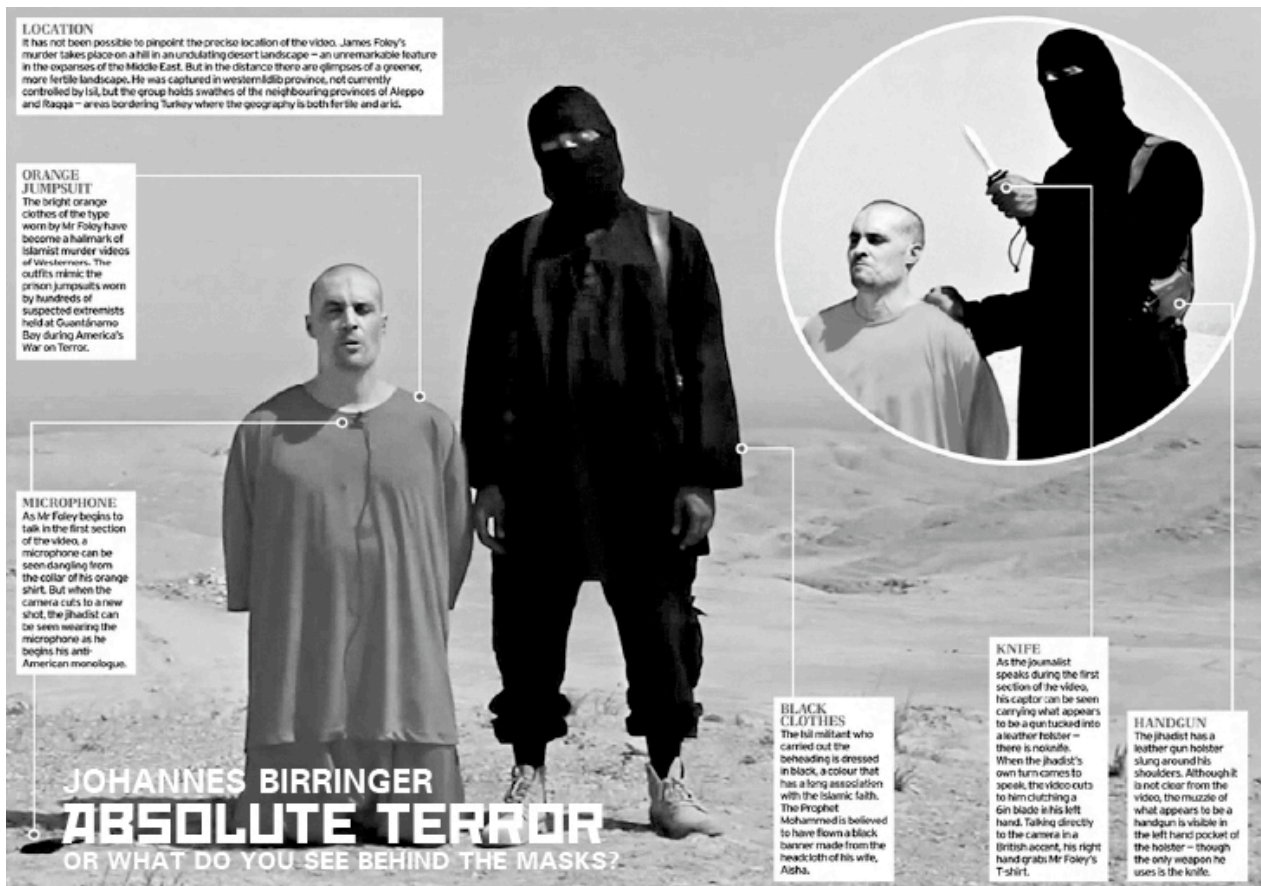 LOCATION
It has not been possible to pinpoint the precise location of the video. James Foley's
murder takes place on a hill in an undulating desert landscape – an unremarkable feature
in the expanses of the Middle East. But in the distance there are glimpses of a greener,
more fertile landscape. He was captured in western Idlib province, not currently
controlled by Isil, but the group holds swathes of the neighbouring provinces of Aleppo
and Raqqa – areas bordering Turkey where the geography is both fertile and arid.
ORANGE
JUMPSUIT
The bright orange
clothes of the type
worn by Mr Foley have
become a hallmark of
Islamist murder videos
of Westerners. The
outfits mimic the
prison jumpsuits worn
by hundreds of
suspected extremists
held at Guantánamo
Bay during America's
War on Terror.
MICROPHONE
As Mr Foley begins to
talk in the first section
of the video, a
microphone can be
seen dangling from
the collar of his orange
shirt. But when the
camera cuts to a new
shot, the jihadist can
be seen wearing the
microphone as he
begins his anti-
American monologue.
BLACK
CLOTHES
The Isil militant who
carried out the
beheading is dressed
in black, a colour that
has a long association
with the Islamic faith.
The Prophet
Mohammed is believed
to have flown a black
banner made from the
headcloth of his wife,
Aisha.
KNIFE
As the journalist
speaks during the first
section of the video,
his captor can be seen
carrying what appears
to be a gun tucked into
a leather holster –
there is no knife.
When the jihadist's
own turn comes to
speak, the video cuts
to him clutching a
6in blade in his left
hand. Talking directly
to the camera in a
British accent, his right
hand grabs Mr Foley's
T-shirt.
HANDGUN
The jihadist has a
leather gun holster
slung around his
shoulders. Although it
is not clear from the
video, the muzzle of
what appears to be a
handgun is visible in
the left hand pocket of
the holster – though
the only weapon he
uses is the knife.
JOHANNES BIRRINGER
ABSOLUTE TERROR
OR WHAT DO YOU SEE BEHIND THE MASKS?